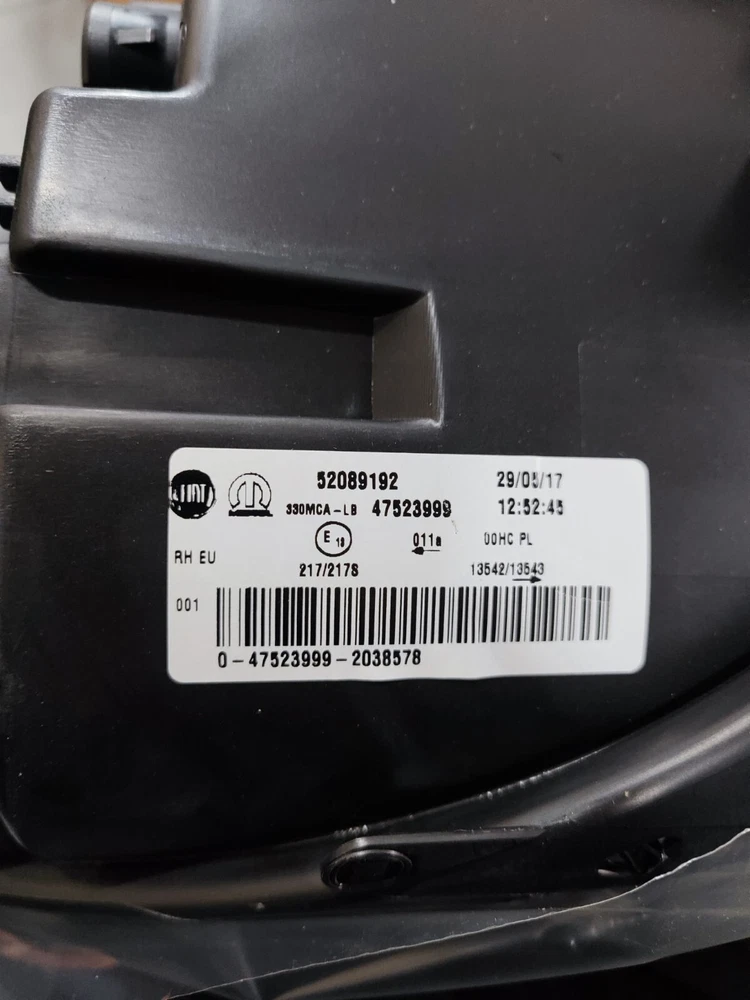 FIAT
52089192
29/05/17
330MCA-LB 47523999
12:52:45
E
011a
00HC PL
RH EU
217/2178
13542/13543
001
0-47523999-2038578